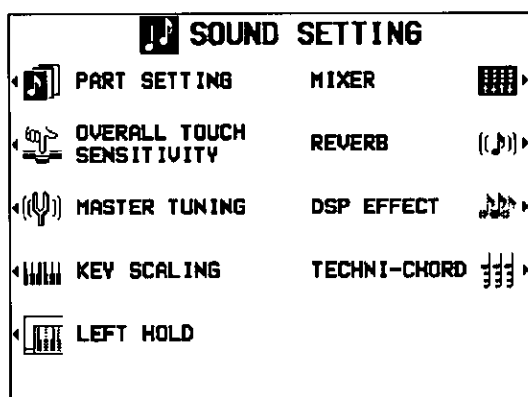 SOUND SETTING
PART SETTING
MIXER
OVERALL TOUCH
SENSITIVITY
REVERB
MASTER TUNING
DSP EFFECT
KEY SCALING
TECHNI-CHORD
LEFT HOLD